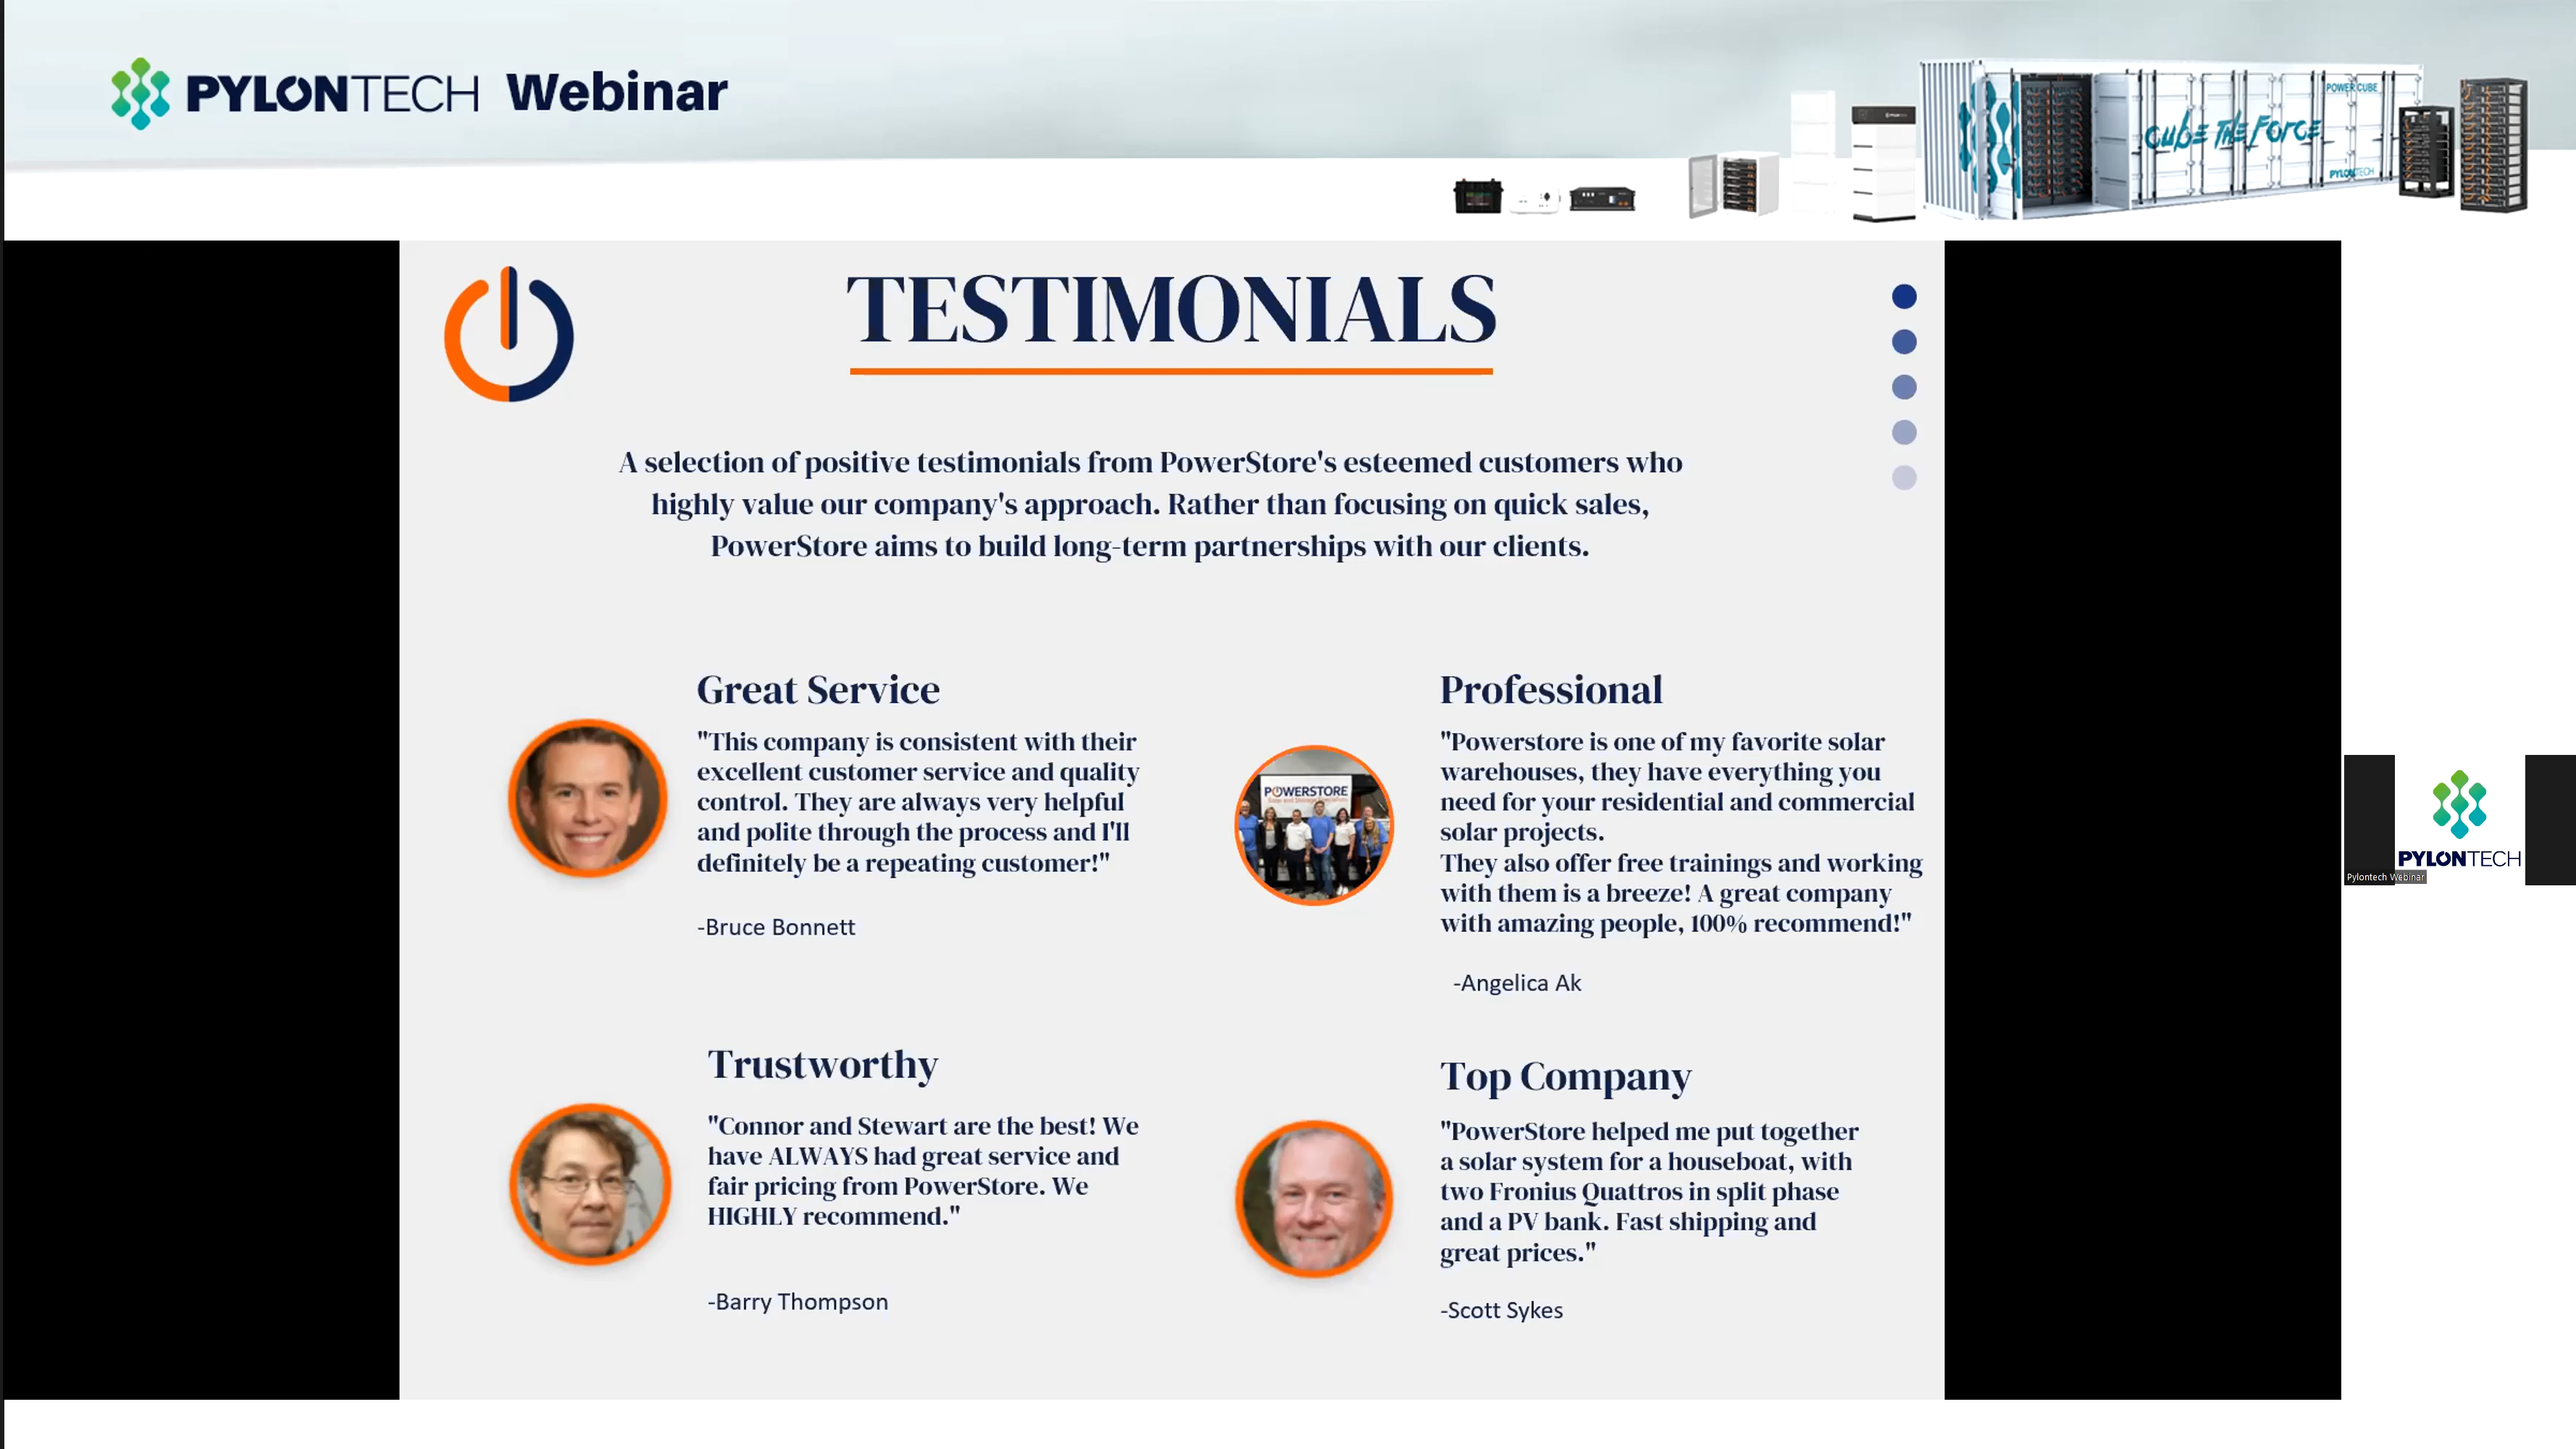 PYLONTECH Webinar
POWER CUBE
Cube The Force
PYLONTECH
TESTIMONIALS
A selection of positive testimonials from PowerStore's esteemed customers who
highly value our company's approach. Rather than focusing on quick sales,
PowerStore aims to build long-term partnerships with our clients.
Great Service
"This company is consistent with their
excellent customer service and quality
control. They are always very helpful
and polite through the process and I'll
definitely be a repeating customer!"
-Bruce Bonnett
POWERSTORE
Professional
"Powerstore is one of my favorite solar
warehouses, they have everything you
need for your residential and commercial
solar projects.
They also offer free trainings and working
with them is a breeze! A great company
with amazing people, 100% recommend!"
-Angelica Ak
Trustworthy
"Connor and Stewart are the best! We
have ALWAYS had great service and
fair pricing from PowerStore. We
HIGHLY recommend."
-Barry Thompson
Top Company
"PowerStore helped me put together
a solar system for a houseboat, with
two Fronius Quattros in split phase
and a PV bank. Fast shipping and
great prices."
-Scott Sykes
PYLONTECH
Pylontech Webinar